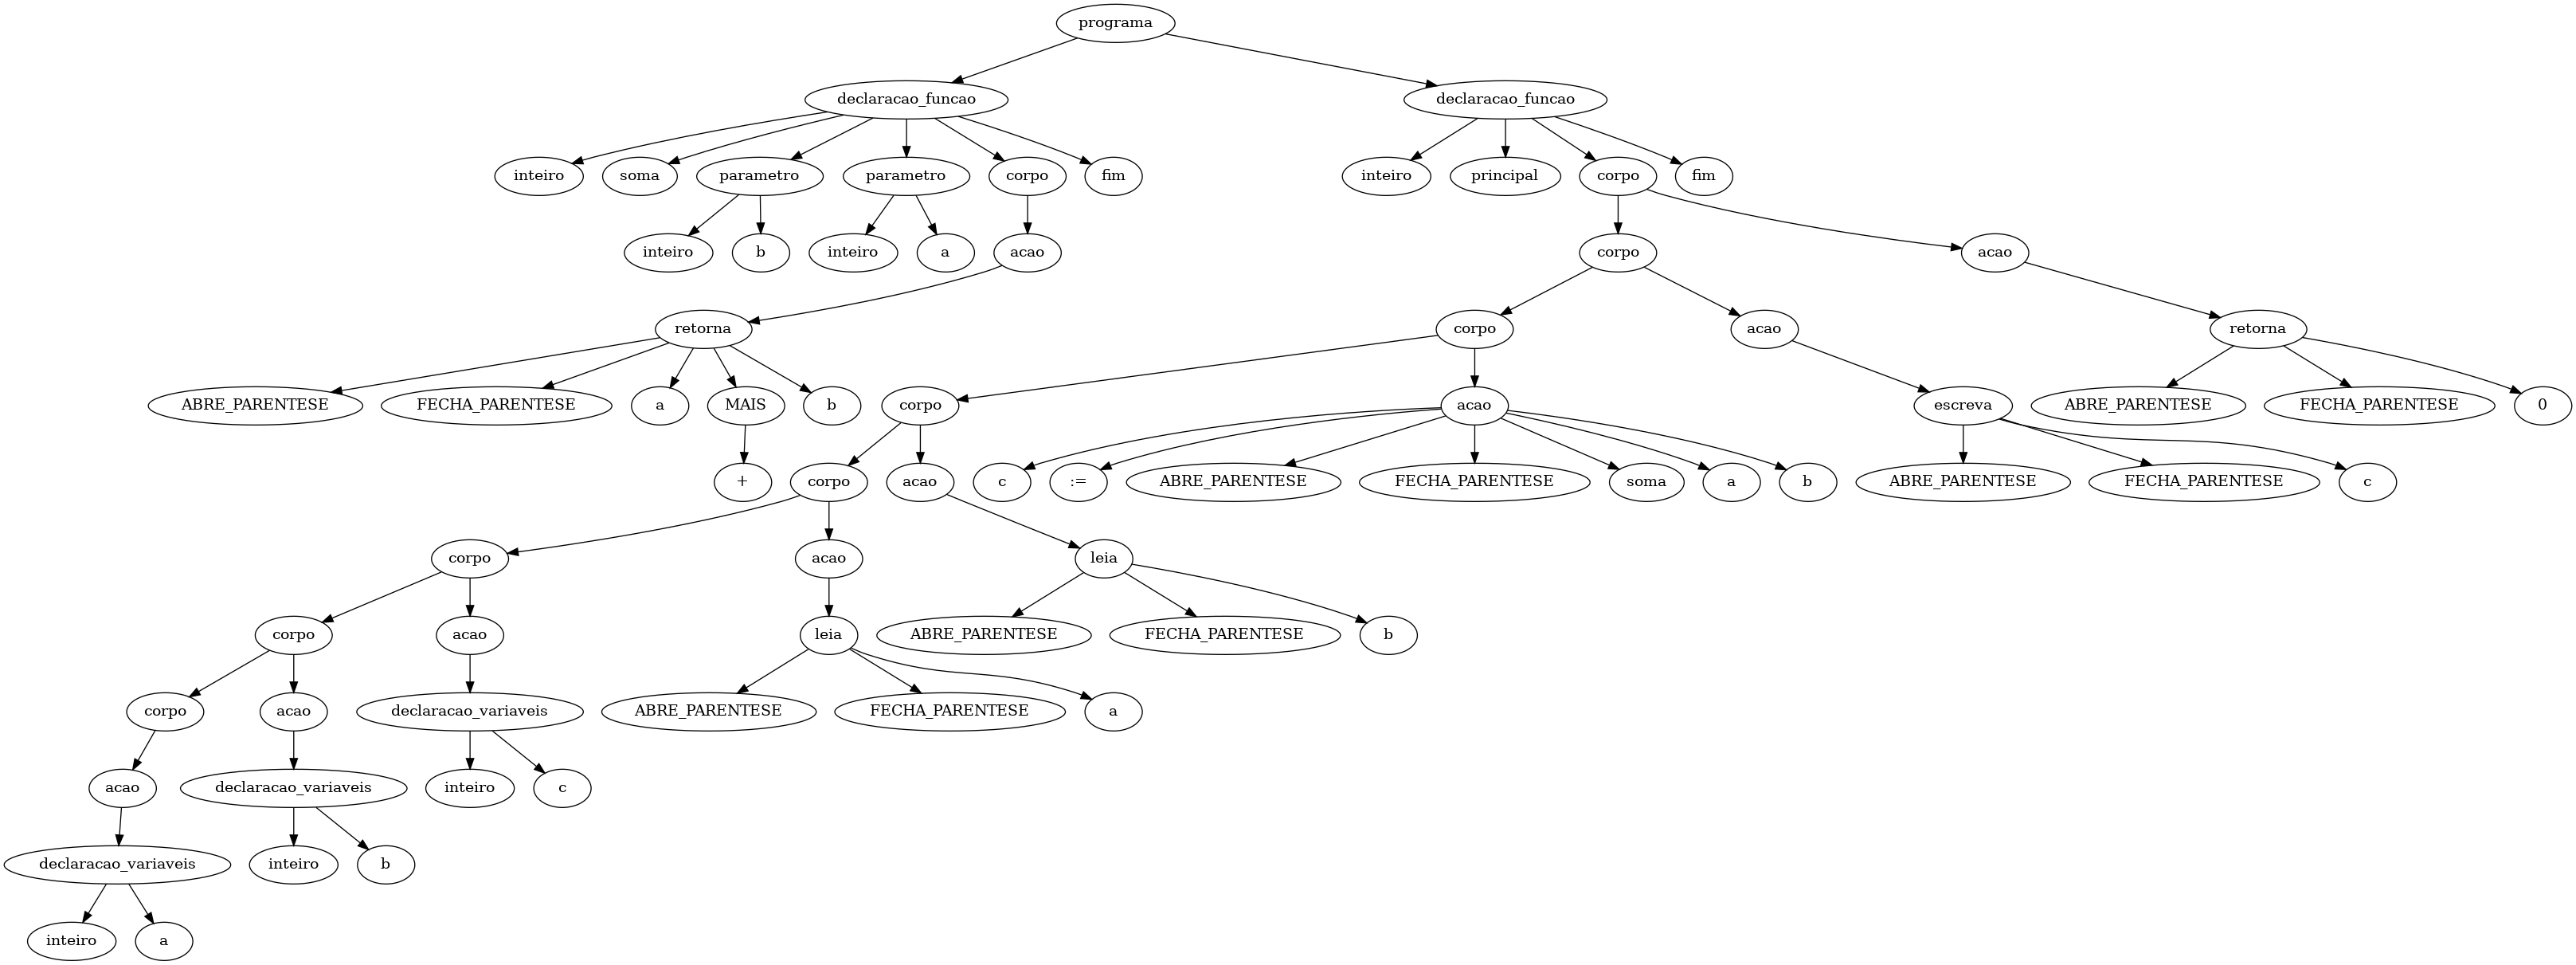 programa
declaracao_funcao declaracao_funcao
inteiro soma parametro parametro corpo fim inteiro principal corpo fim
inteiro b inteiro a acao corpo acao
retorna corpo acao retorna
ABRE_PARENTESE FECHA_PARENTESE a MAIS b corpo acao escreva ABRE_PARENTESE FECHA_PARENTESE 0
+ corpo acao c := ABRE_PARENTESE FECHA_PARENTESE soma a b ABRE_PARENTESE FECHA_PARENTESE c
corpo acao leia
corpo acao leia ABRE_PARENTESE FECHA_PARENTESE b
corpo acao declaracao_variaveis ABRE_PARENTESE FECHA_PARENTESE a
acao declaracao_variaveis inteiro c
declaracao_variaveis inteiro b
inteiro a